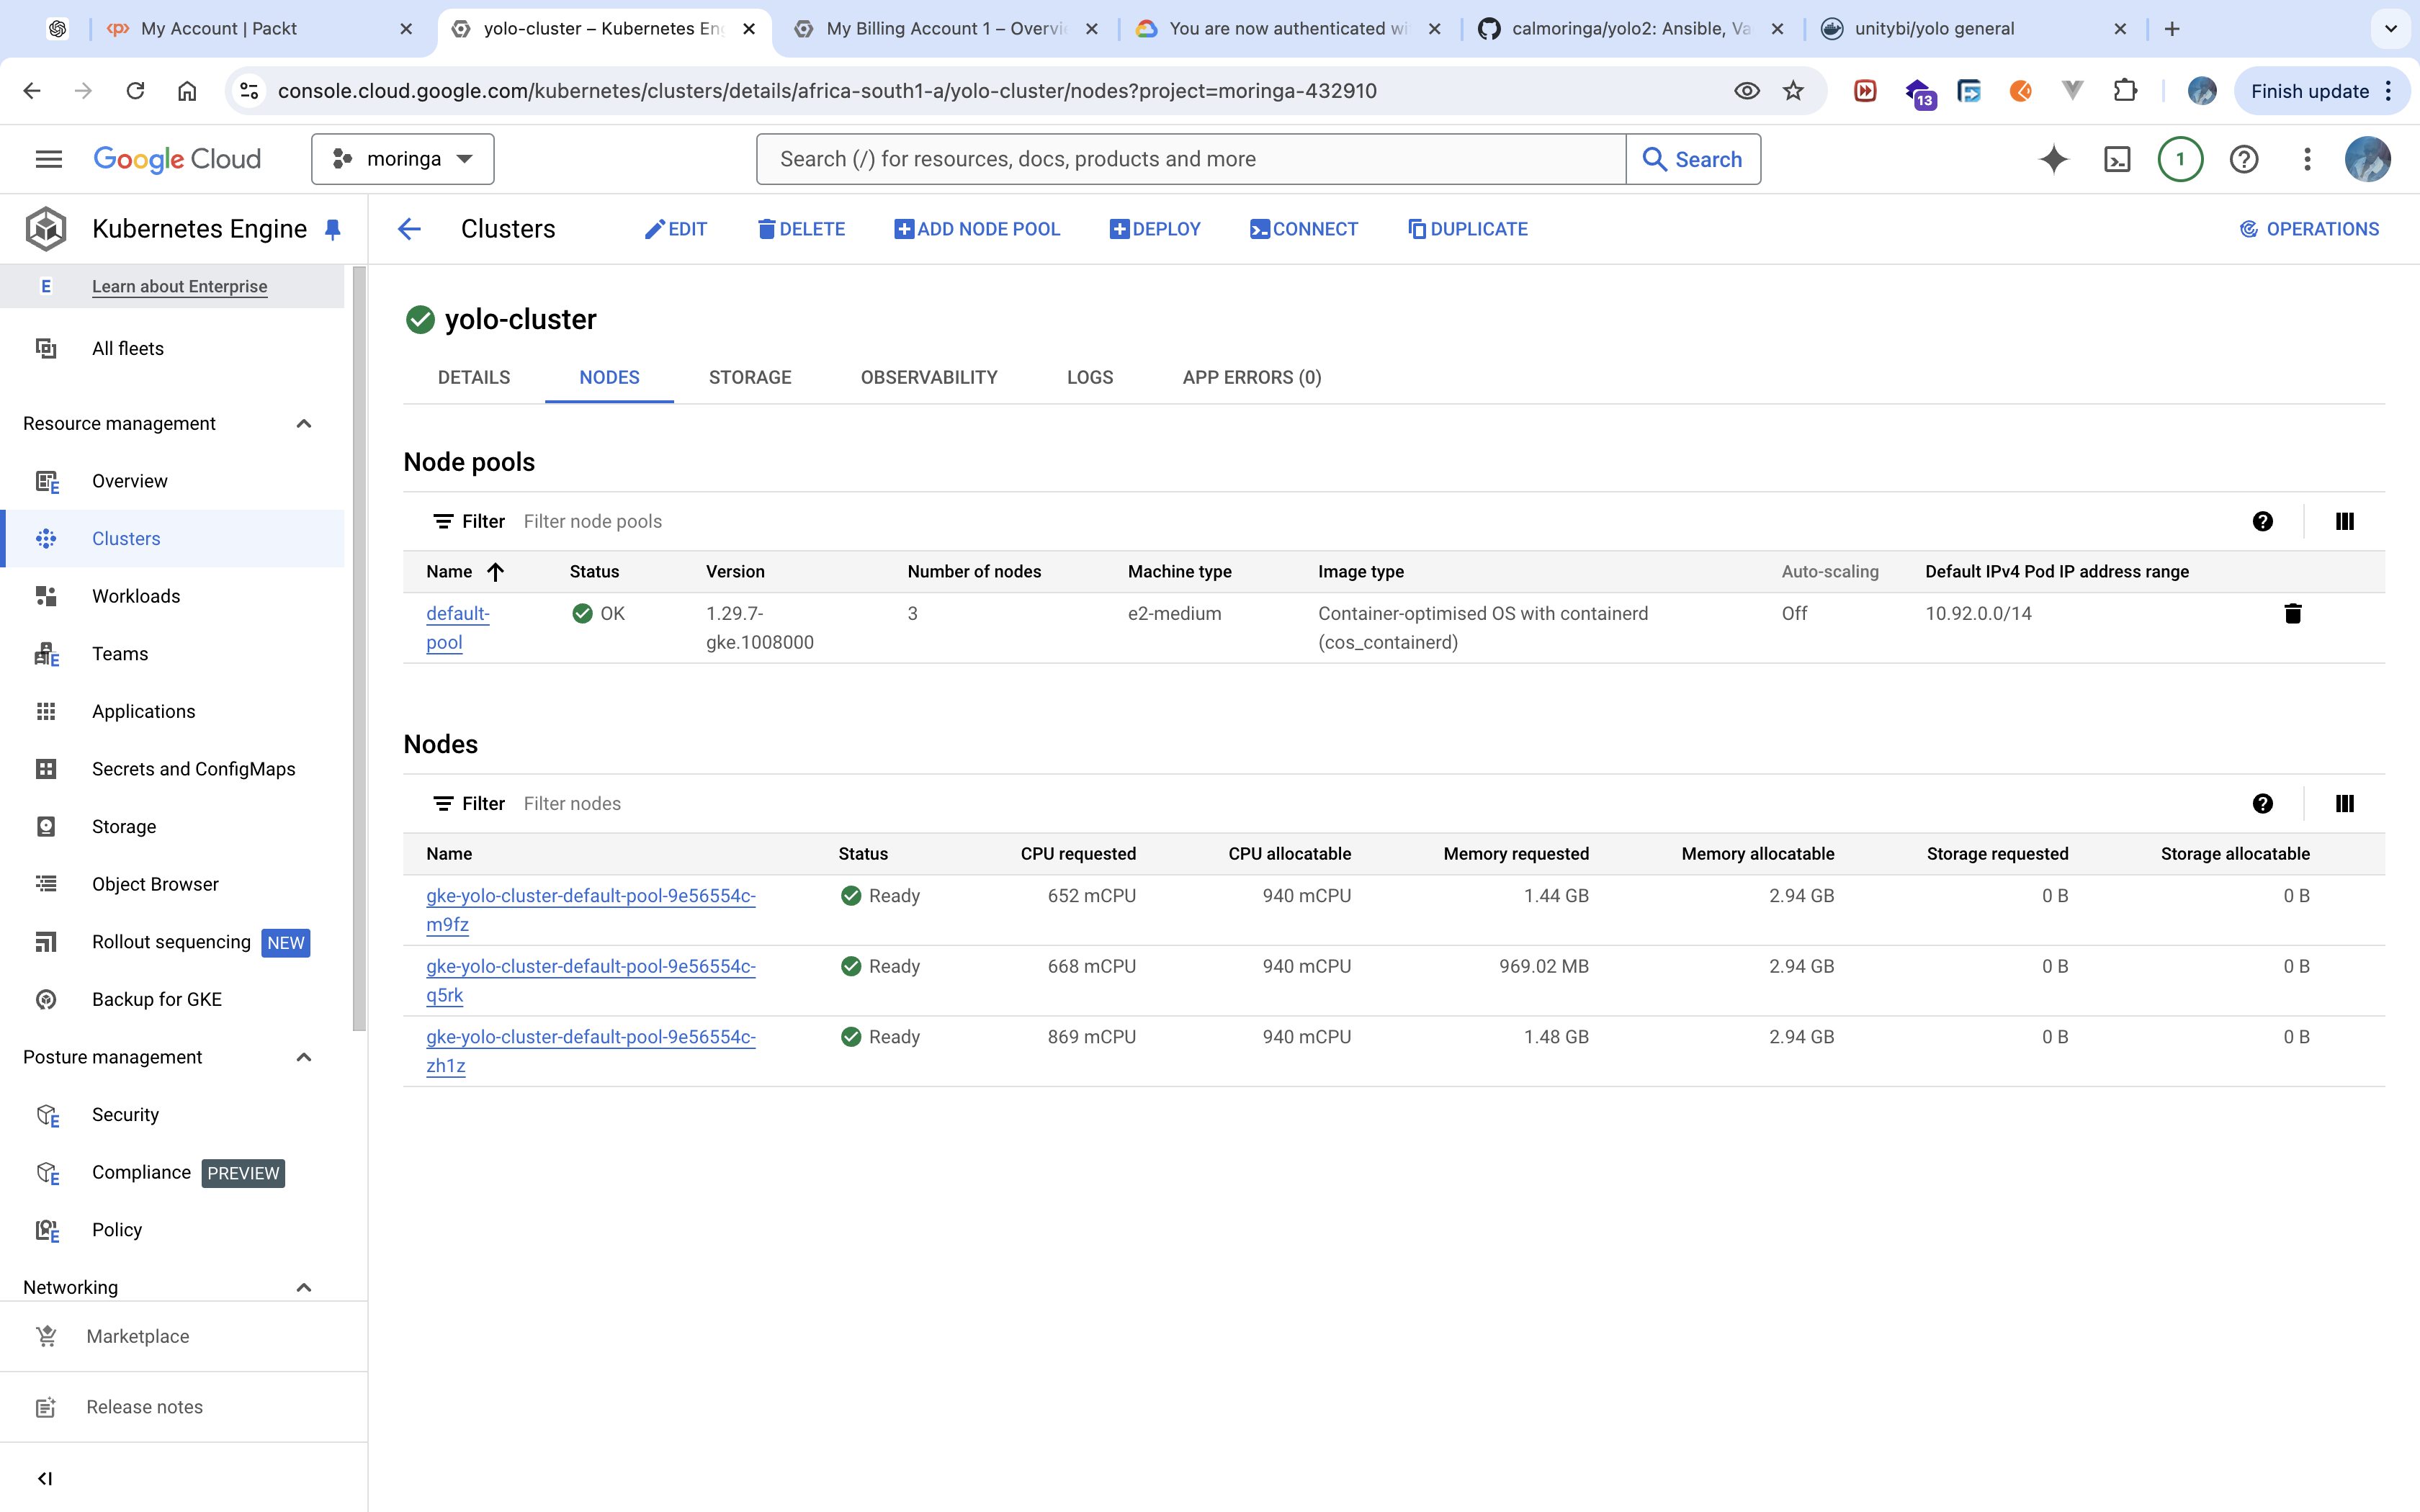 My Account | Packt
yolo-cluster – Kubernetes Eng
My Billing Account 1 – Overvi
You are now authenticated wi
calmoringa/yolo2: Ansible, Va
unitybi/yolo general
console.cloud.google.com/kubernetes/clusters/details/africa-south1-a/yolo-cluster/nodes?project=moringa-432910
13
Finish update
Google Cloud
moringa
Search (/) for resources, docs, products and more
Search
1
Kubernetes Engine
Clusters
EDIT
DELETE
ADD NODE POOL
DEPLOY
CONNECT
DUPLICATE
OPERATIONS
E Learn about Enterprise
All fleets
Resource management
Overview
Clusters
Workloads
Teams
Applications
Secrets and ConfigMaps
Storage
Object Browser
Rollout sequencing NEW
Backup for GKE
Posture management
Security
Compliance PREVIEW
Policy
Networking
Marketplace
Release notes
yolo-cluster
DETAILS NODES STORAGE OBSERVABILITY LOGS APP ERRORS (0)
Node pools
Filter Filter node pools
Name Status Version Number of nodes Machine type Image type Auto-scaling Default IPv4 Pod IP address range
default- OK 1.29.7- 3 e2-medium Container-optimised OS with containerd Off 10.92.0.0/14
pool gke.1008000 (cos_containerd)
Nodes
Filter Filter nodes
Name Status CPU requested CPU allocatable Memory requested Memory allocatable Storage requested Storage allocatable
gke-yolo-cluster-default-pool-9e56554c- Ready 652 mCPU 940 mCPU 1.44 GB 2.94 GB 0 B 0 B
m9fz
gke-yolo-cluster-default-pool-9e56554c- Ready 668 mCPU 940 mCPU 969.02 MB 2.94 GB 0 B 0 B
q5rk
gke-yolo-cluster-default-pool-9e56554c- Ready 869 mCPU 940 mCPU 1.48 GB 2.94 GB 0 B 0 B
zh1z